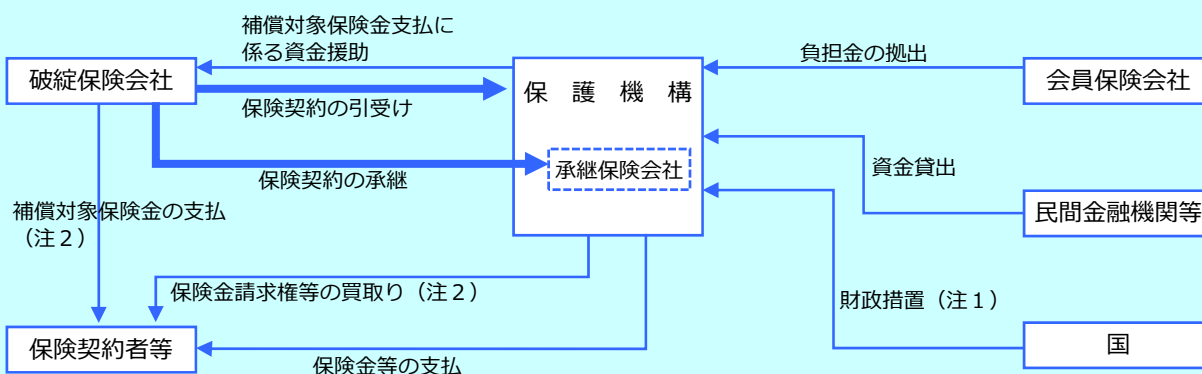 補償対象保険金支払に
係る資金援助
負担金の拠出
破綻保険会社
保護機構
会員保険会社
保険契約の引受け
承継保険会社
資金貸出
保険契約の承継
補償対象保険金の支払
（注２）
民間金融機関等
保険金請求権等の買取り（注２）
財政措置（注１）
保険契約者等
国
保険金等の支払